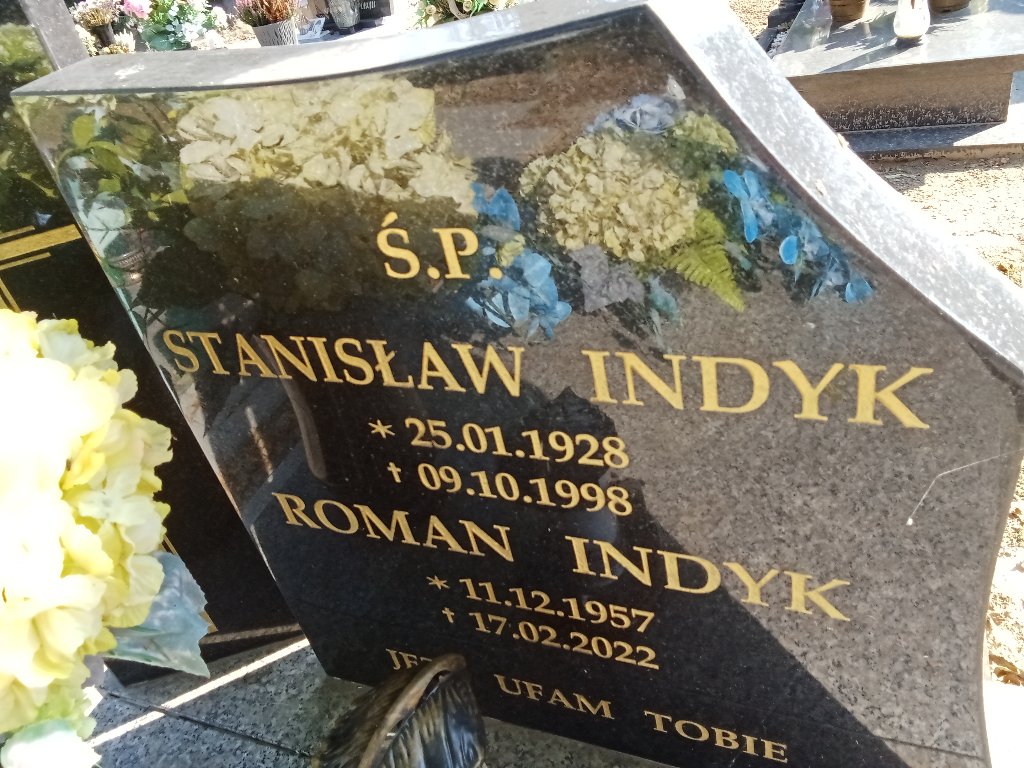 Ś.P.
STANISŁAW INDYK
* 25.01.1928
† 09.10.1998
ROMAN INDYK
* 11.12.1957
† 17.02.2022
UFAM TOBIE